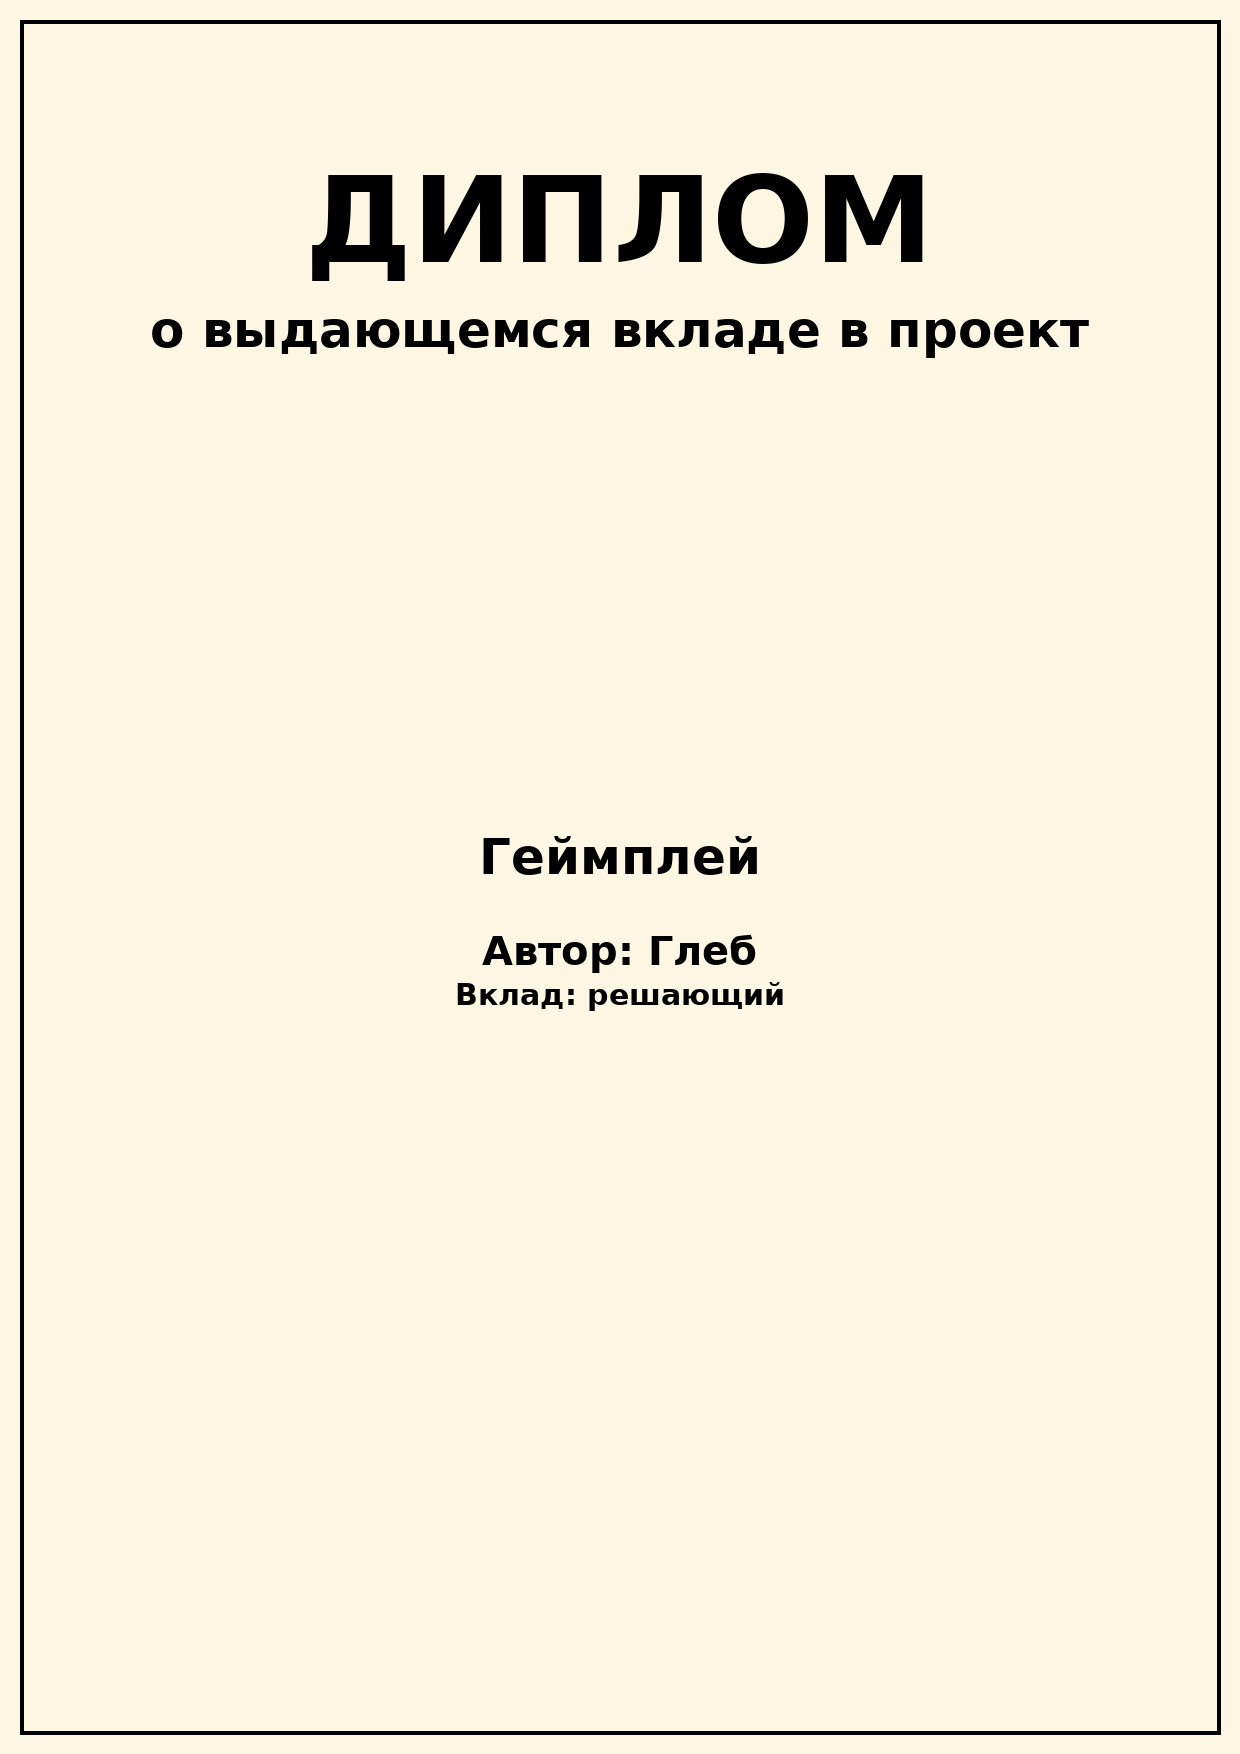 ДИПЛОМ
о выдающемся вкладе в проект
Геймплей
Автор: Глеб
Вклад: решающий